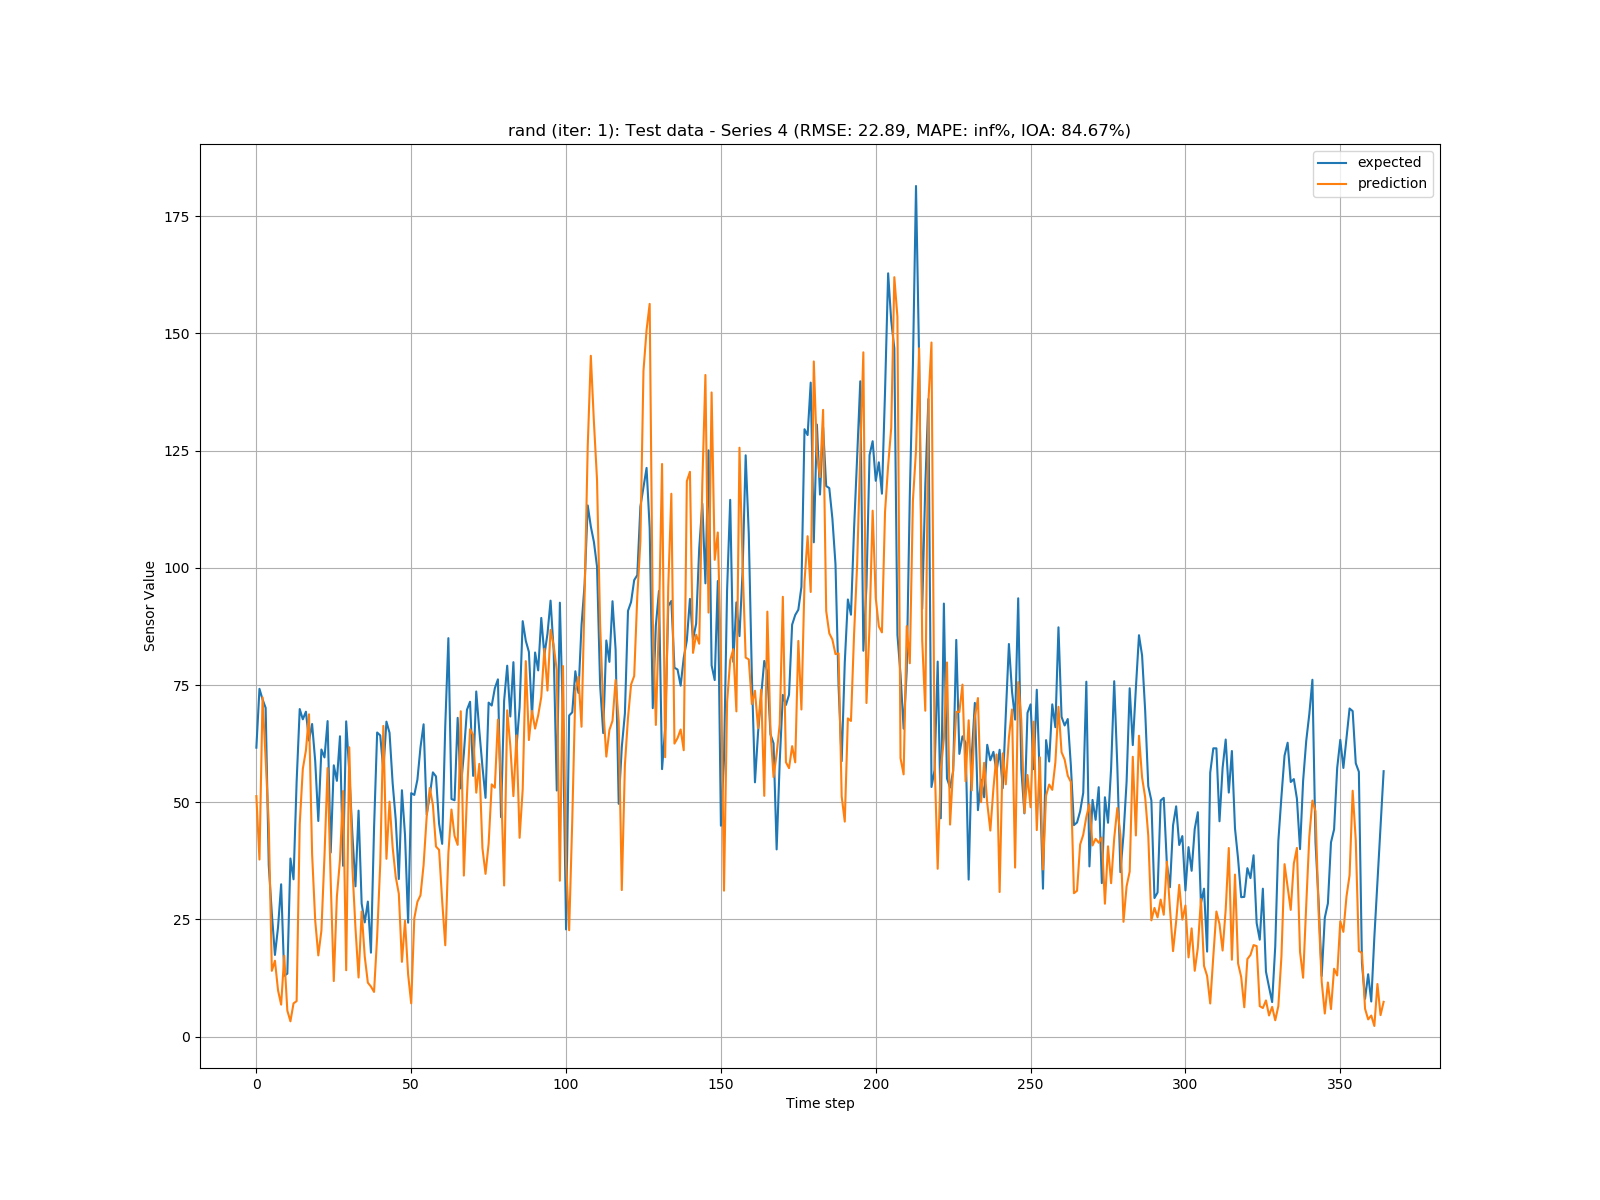 rand (iter: 1): Test data - Series 4 (RMSE: 22.89, MAPE: inf%, IOA: 84.67%)
expected
prediction
175
150
125
100
75
50
25
0
Sensor Value
0 50 100 150 200 250 300 350
Time step